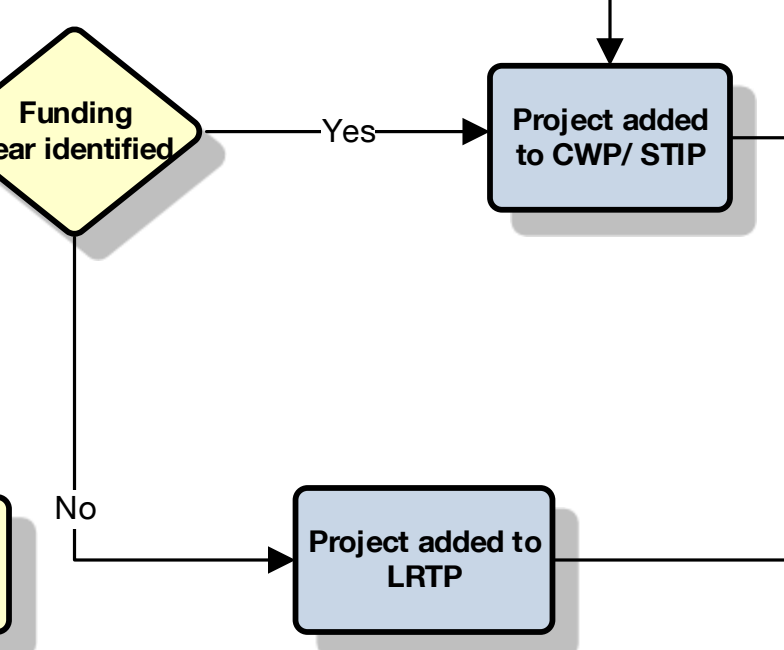 Funding
ear identified
Yes
Project added
to CWP/ STIP
No
Project added to
LRTP